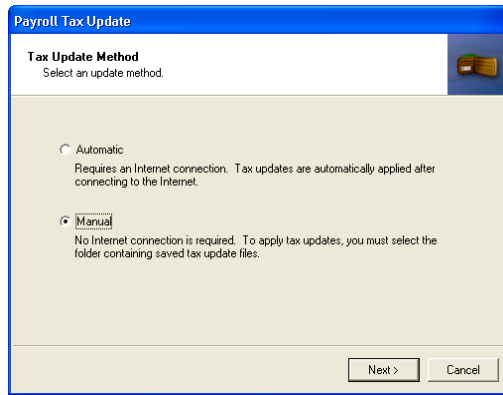 Payroll Tax Update
Tax Update Method
Select an update method.
Automatic
Requires an Internet connection.  Tax updates are automatically applied after
connecting to the Internet.
Manual
No Internet connection is required.  To apply tax updates, you must select the
folder containing saved tax update files.
Next >
Cancel